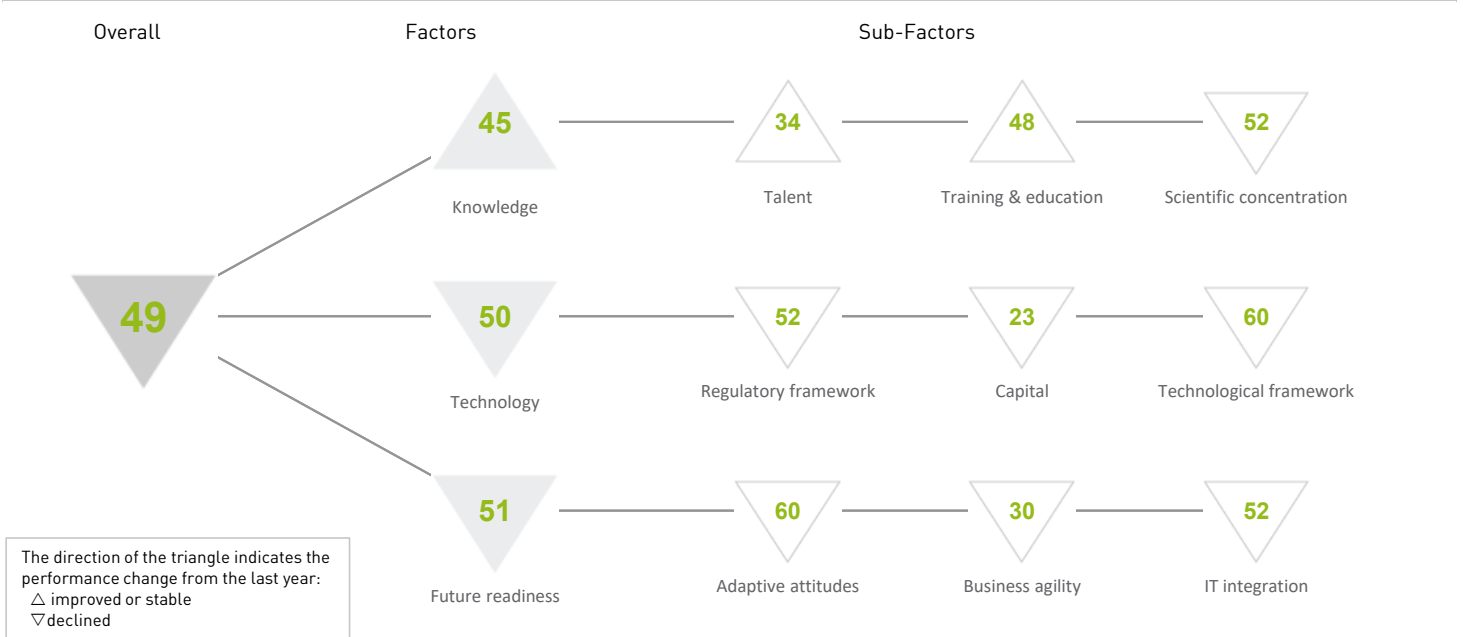 Overall Factors Sub-Factors
45 34 48 52
Knowledge Talent Training & education Scientific concentration
49 50 52 23 60
Technology Regulatory framework Capital Technological framework
51 60 30 52
Future readiness Adaptive attitudes Business agility IT integration
The direction of the triangle indicates the
performance change from the last year:
△ improved or stable
▽ declined